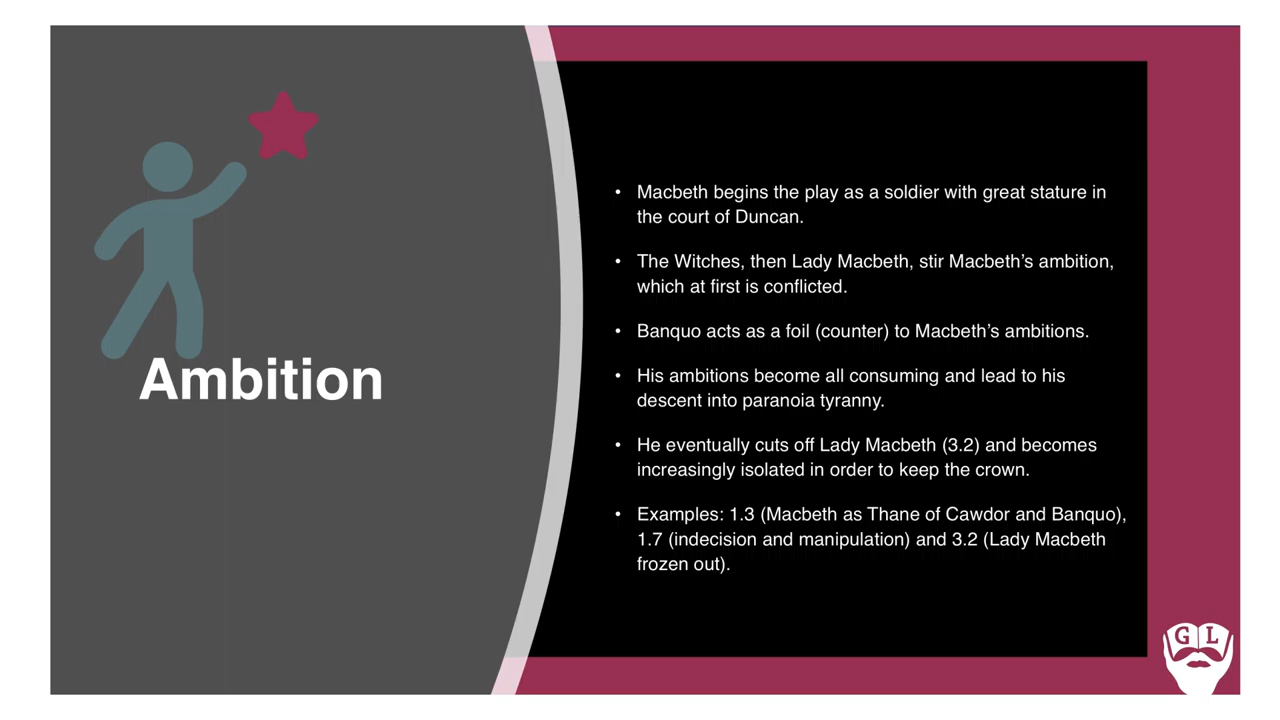 Ambition
• Macbeth begins the play as a soldier with great stature in
the court of Duncan.
• The Witches, then Lady Macbeth, stir Macbeth’s ambition,
which at first is conflicted.
• Banquo acts as a foil (counter) to Macbeth’s ambitions.
• His ambitions become all consuming and lead to his
descent into paranoia tyranny.
• He eventually cuts off Lady Macbeth (3.2) and becomes
increasingly isolated in order to keep the crown.
• Examples: 1.3 (Macbeth as Thane of Cawdor and Banquo),
1.7 (indecision and manipulation) and 3.2 (Lady Macbeth
frozen out).
G L